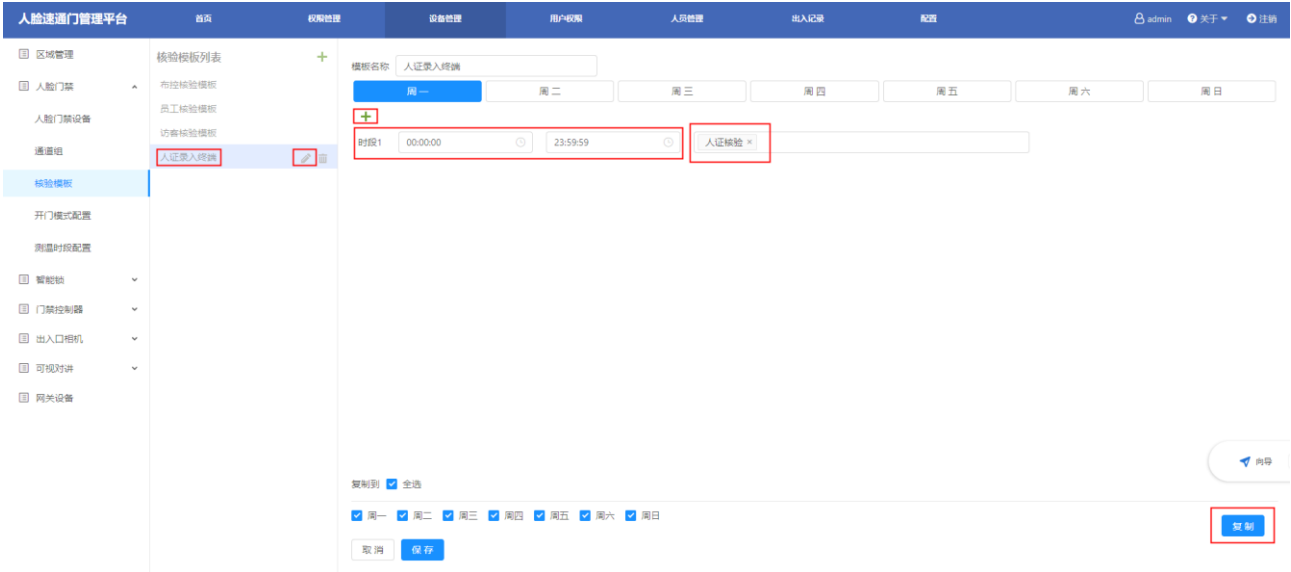 人脸速通门管理平台 首页 权限管理 设备管理 用户权限 人员管理 出入记录 配置 admin 关于 注销
区域管理
人脸门禁
人脸门禁设备
通道组
核验模板
开门模式配置
测温时段配置
智能锁
门禁控制器
出入口相机
可视对讲
网关设备
核验模板列表
布控核验模板
员工核验模板
访客核验模板
人证录入终端
模板名称 人证录入终端
周一 周二 周三 周四 周五 周六 周日
时段1 00:00:00 23:59:59 人证核验 ×
向导
复制到 全选
周一 周二 周三 周四 周五 周六 周日
复制
取消 保存